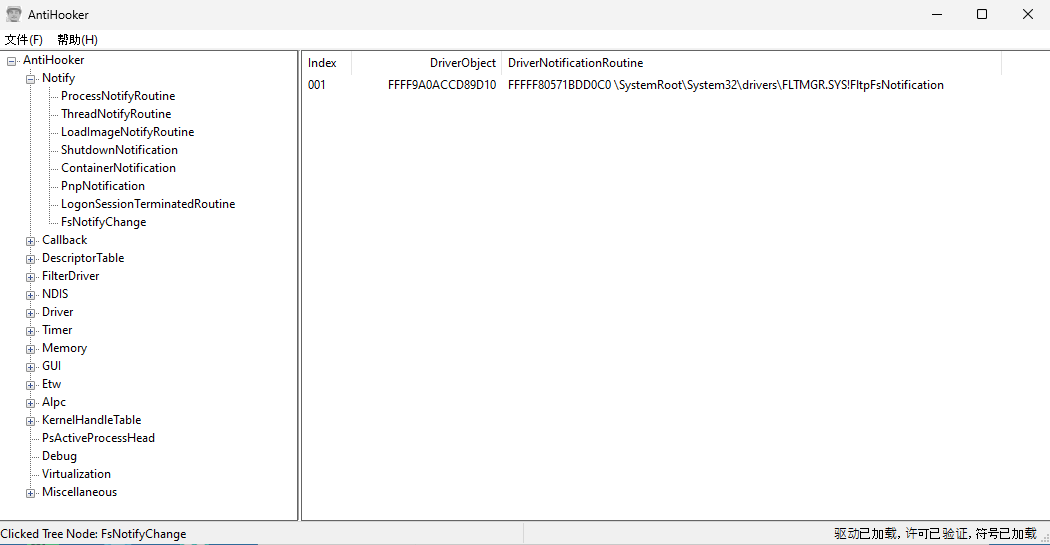 AntiHooker
文件(F) 帮助(H)
AntiHooker
Notify
ProcessNotifyRoutine
ThreadNotifyRoutine
LoadImageNotifyRoutine
ShutdownNotification
ContainerNotification
PnpNotification
LogonSessionTerminatedRoutine
FsNotifyChange
Callback
DescriptorTable
FilterDriver
NDIS
Driver
Timer
Memory
GUI
Etw
Alpc
KernelHandleTable
PsActiveProcessHead
Debug
Virtualization
Miscellaneous
Index DriverObject DriverNotificationRoutine
001 FFFF9A0ACCD89D10 FFFFF80571BDD0C0 \SystemRoot\System32\drivers\FLTMGR.SYS!FltpFsNotification
Clicked Tree Node: FsNotifyChange 驱动已加载, 许可已验证, 符号已加载